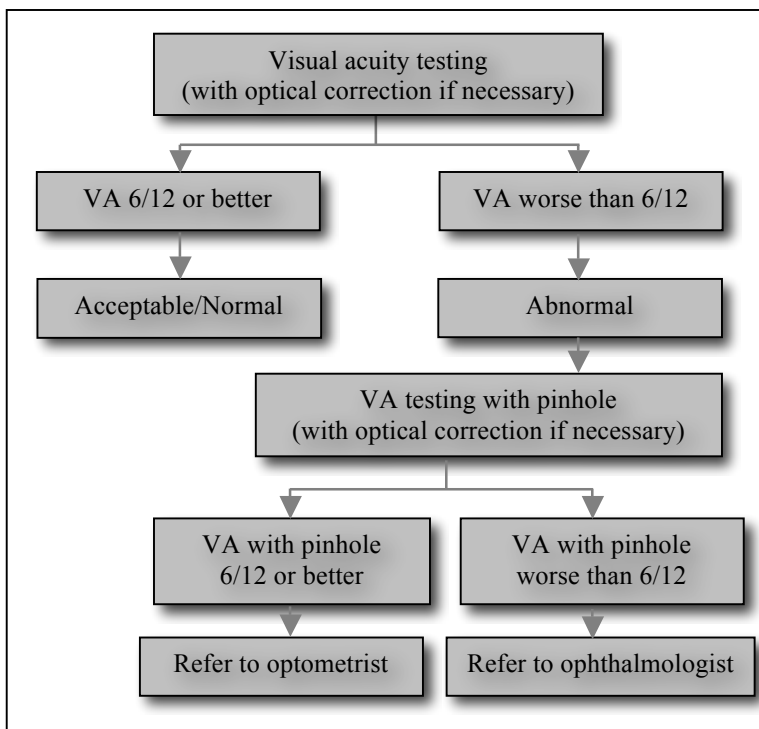 Visual acuity testing
(with optical correction if necessary)
VA 6/12 or better
VA worse than 6/12
Acceptable/Normal
Abnormal
VA testing with pinhole
(with optical correction if necessary)
VA with pinhole
6/12 or better
VA with pinhole
worse than 6/12
Refer to optometrist
Refer to ophthalmologist